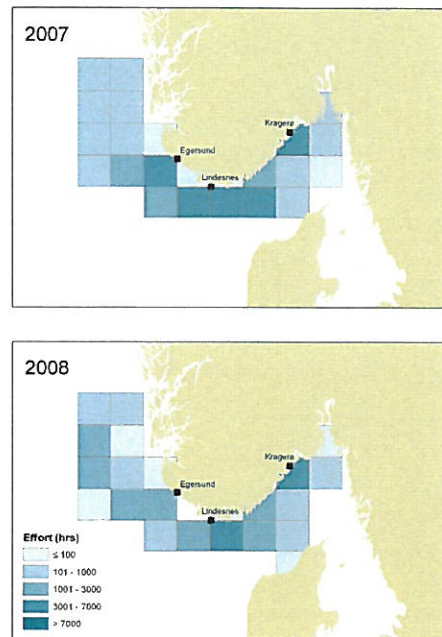 2007
Kragerø
Egersund
Lindesnes
2008
Kragerø
Egersund
Lindesnes
Effort (hrs)
≤ 100
101 - 1000
1001 - 3000
3001 - 7000
> 7000